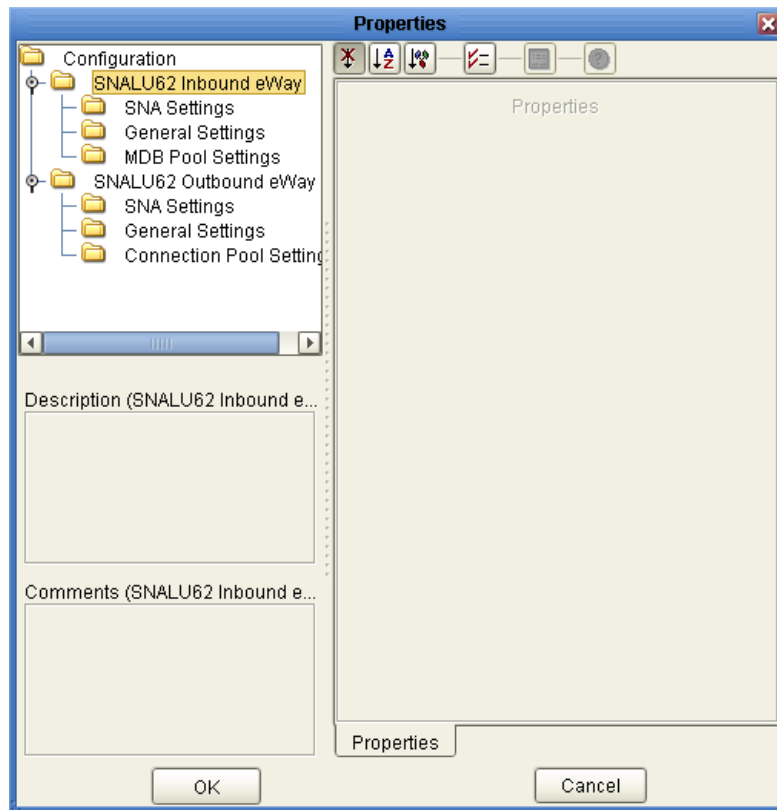 Properties
Configuration
SNALU62 Inbound eWay
SNA Settings
General Settings
MDB Pool Settings
SNALU62 Outbound eWay
SNA Settings
General Settings
Connection Pool Setting
Description (SNALU62 Inbound e...
Comments (SNALU62 Inbound e...
Properties
Properties
OK
Cancel